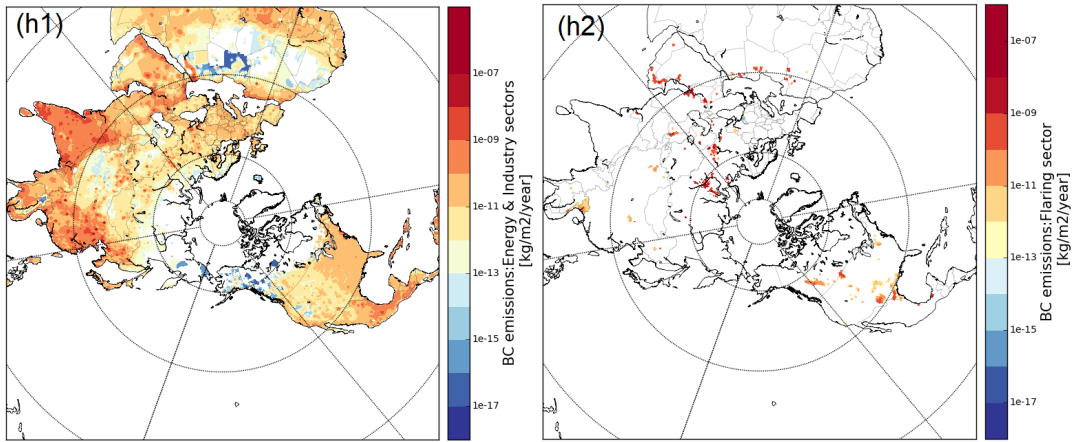 (h1)
1e-07
1e-09
1e-11
1e-13
1e-15
1e-17
BC emissions:Energy & Industry sectors
[kg/m2/year]
(h2)
1e-07
1e-09
1e-11
1e-13
1e-15
1e-17
BC emissions:Flaring sector
[kg/m2/year]